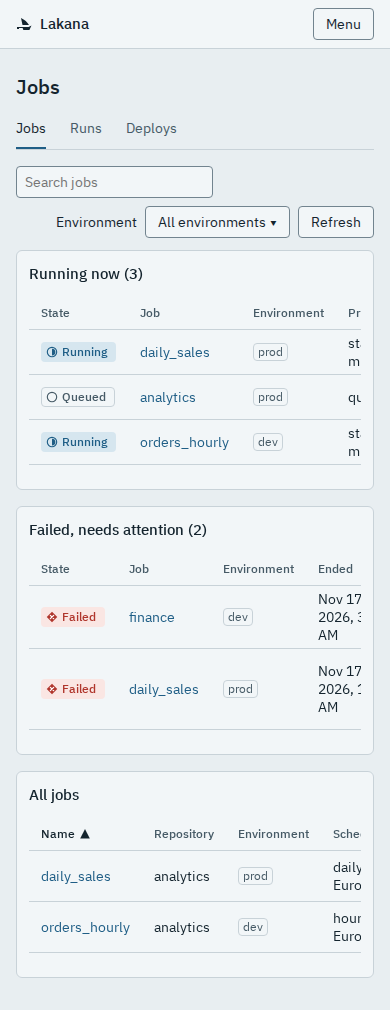 Lakana
Menu
Jobs
Jobs Runs Deploys
Search jobs
Environment All environments ▾ Refresh
Running now (3)
State Job Environment
Running daily_sales prod
Queued analytics prod
Running orders_hourly dev
Failed, needs attention (2)
State Job Environment Ended
Failed finance dev Nov 17
2026,
AM
Failed daily_sales prod Nov 17
2026,
AM
All jobs
Name ▲ Repository Environment
daily_sales analytics prod daily
orders_hourly analytics dev